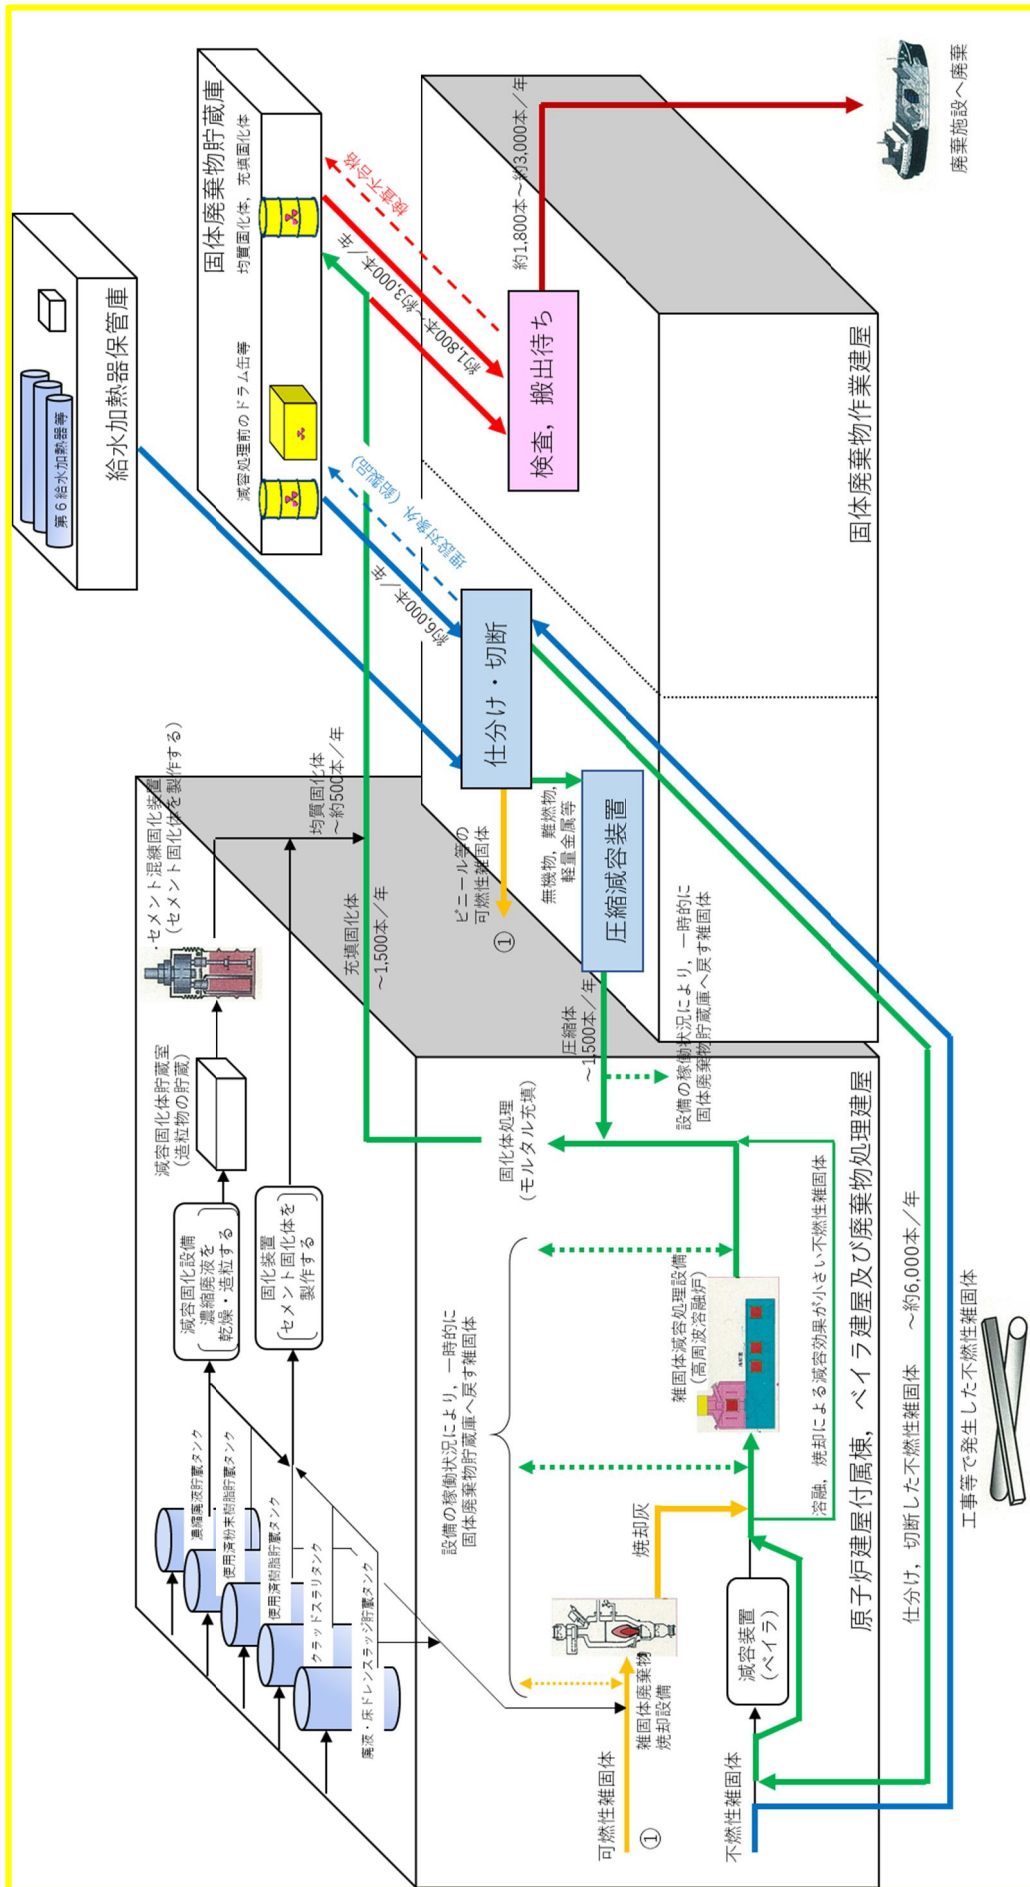 濃縮廃液貯蔵タンク
使用済粉末樹脂貯蔵タンク
使用済樹脂貯蔵タンク
クラッドスラリタンク
廃液・床ドレンスラッジ貯蔵タンク
減容固化設備
濃縮廃液を
乾燥・造粒する
減容固化体貯蔵室
(造粒物の貯蔵)
・セメント混練固化装置
(セメント固化体を製作する)
固化装置
セメント固化体を
製作する
均質固化体
～約500本／年
充填固化体
～1,500本／年
設備の稼働状況により，一時的に
固体廃棄物貯蔵庫へ戻す雑固体
可燃性雑固体
①
雑固体廃棄物
焼却設備
焼却灰
不燃性雑固体
減容装置
(ベイラ)
雑固体減容処理設備
(高周波溶融炉)
固化体処理
(モルタル充填)
溶融，焼却による減容効果が小さい不燃性雑固体
原子炉建屋付属棟，ベイラ建屋及び廃棄物処理建屋
圧縮体
～1,500本／年
設備の稼働状況により，一時的に
固体廃棄物貯蔵庫へ戻す雑固体
仕分け，切断した不燃性雑固体　～約6,000本／年
工事等で発生した不燃性雑固体
給水加熱器保管庫
第６給水加熱器等
固体廃棄物貯蔵庫
減容処理前のドラム缶等
均質固化体，充填固化体
約6,000本／年
埋設対象外（鉛製品）
約1,800本～約3,000本／年
検査不合格
仕分け・切断
ビニール等の
可燃性雑固体
①
無機物，難燃物，
軽量金属等
圧縮減容装置
検査，搬出待ち
固体廃棄物作業建屋
約1,800本～約3,000本／年
廃棄施設へ廃棄